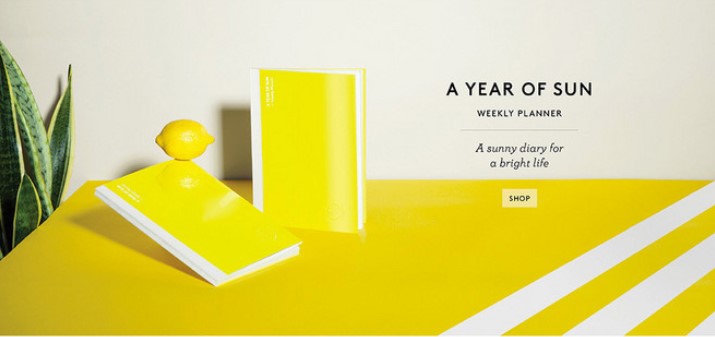 A YEAR OF SUN
WEEKLY PLANNER
A sunny diary for
a bright life
SHOP